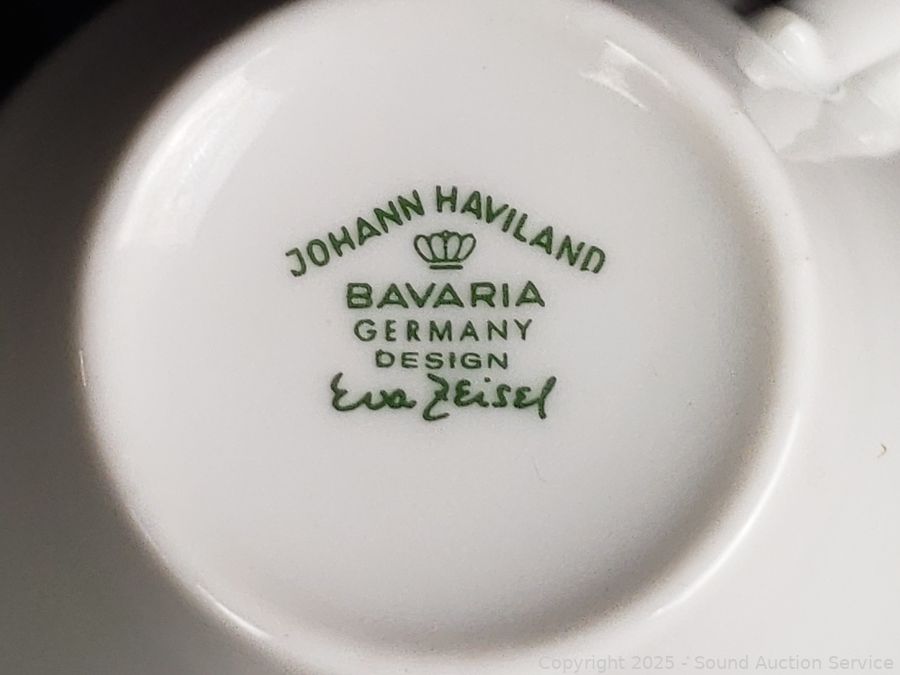 JOHANN HAVILAND
BAVARIA
GERMANY
DESIGN
Eva Zeisel
Copyright 2025 - Sound Auction Service